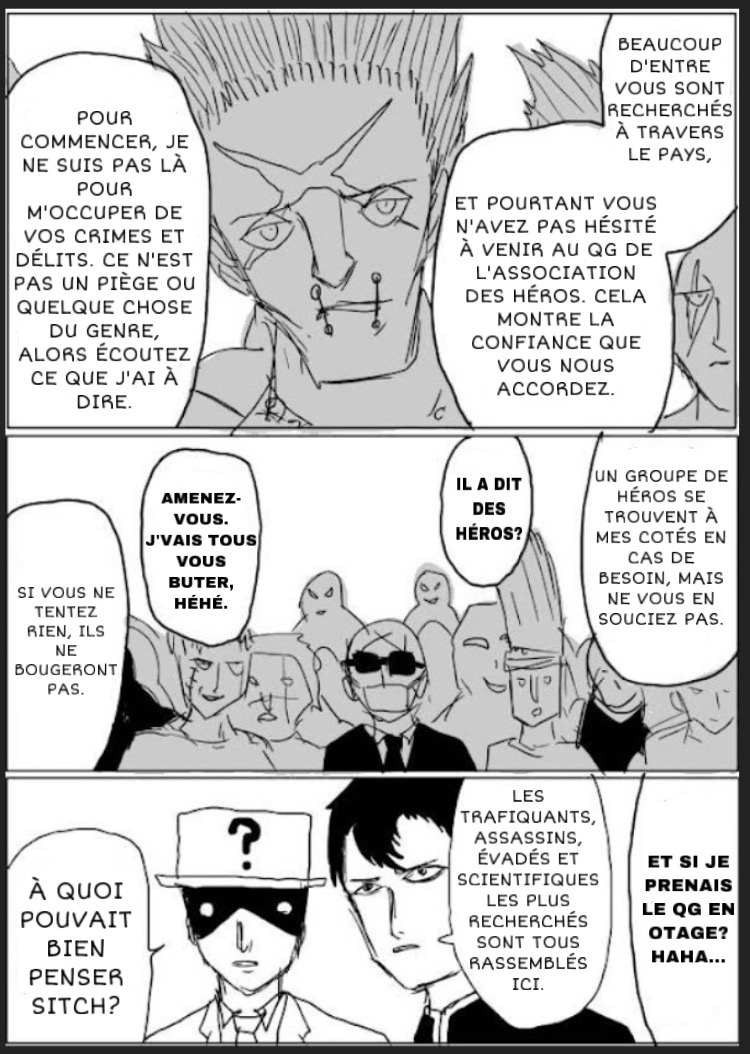 BEAUCOUP
D'ENTRE
VOUS SONT
RECHERCHÉS
À TRAVERS
LE PAYS,
ET POURTANT VOUS
N'AVEZ PAS HÉSITÉ
À VENIR AU QG DE
L'ASSOCIATION
DES HÉROS. CELA
MONTRE LA
CONFIANCE QUE
VOUS NOUS
ACCORDEZ.
POUR
COMMENCER, JE
NE SUIS PAS LÀ
POUR
M'OCCUPER DE
VOS CRIMES ET
DÉLITS. CE N'EST
PAS UN PIÈGE OU
QUELQUE CHOSE
DU GENRE,
ALORS ÉCOUTEZ
CE QUE J'AI À
DIRE.
UN GROUPE DE
HÉROS SE
TROUVENT À
MES COTÉS EN
CAS DE
BESOIN, MAIS
NE VOUS EN
SOUCIEZ PAS.
IL A DIT
DES
HÉROS?
AMENEZ-
VOUS.
J'VAIS TOUS
VOUS
BUTER,
HÉHÉ.
SI VOUS NE
TENTEZ
RIEN, ILS
NE
BOUGERONT
PAS.
ET SI JE
PRENAIS
LE QG EN
OTAGE?
HAHA...
LES
TRAFIQUANTS,
ASSASSINS,
ÉVADÉS ET
SCIENTIFIQUES
LES PLUS
RECHERCHÉS
SONT TOUS
RASSEMBLÉS
ICI.
?
À QUOI
POUVAIT
BIEN
PENSER
SITCH?